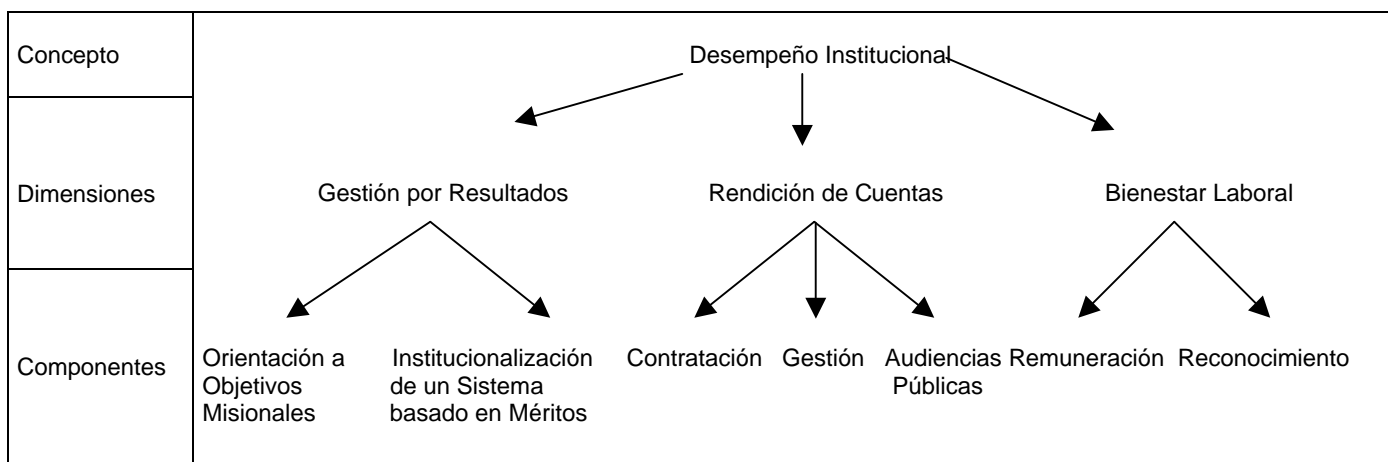 Concepto
Desempeño Institucional
Dimensiones
Gestión por Resultados
Rendición de Cuentas
Bienestar Laboral
Componentes
Orientación a
Objetivos
Misionales
Institucionalización
de un Sistema
basado en Méritos
Contratación
Gestión
Audiencias
Públicas
Remuneración
Reconocimiento